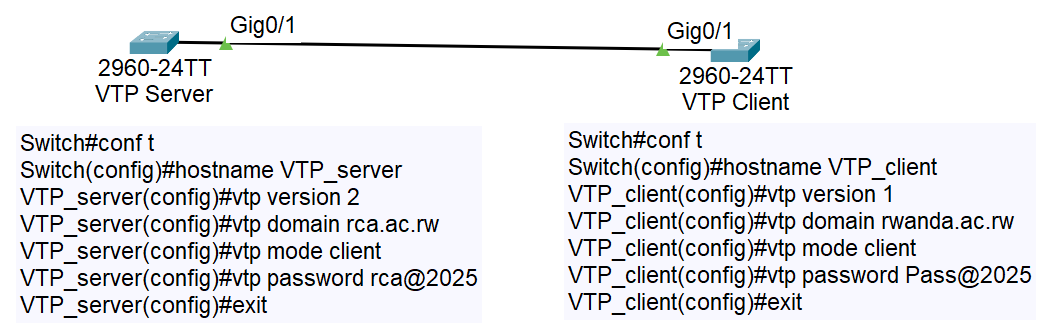 Gig0/1
Gig0/1
2960-24TT
VTP Server
2960-24TT
VTP Client
Switch#conf t
Switch(config)#hostname VTP_server
VTP_server(config)#vtp version 2
VTP_server(config)#vtp domain rca.ac.rw
VTP_server(config)#vtp mode client
VTP_server(config)#vtp password rca@2025
VTP_server(config)#exit
Switch#conf t
Switch(config)#hostname VTP_client
VTP_client(config)#vtp version 1
VTP_client(config)#vtp domain rwanda.ac.rw
VTP_client(config)#vtp mode client
VTP_client(config)#vtp password Pass@2025
VTP_client(config)#exit